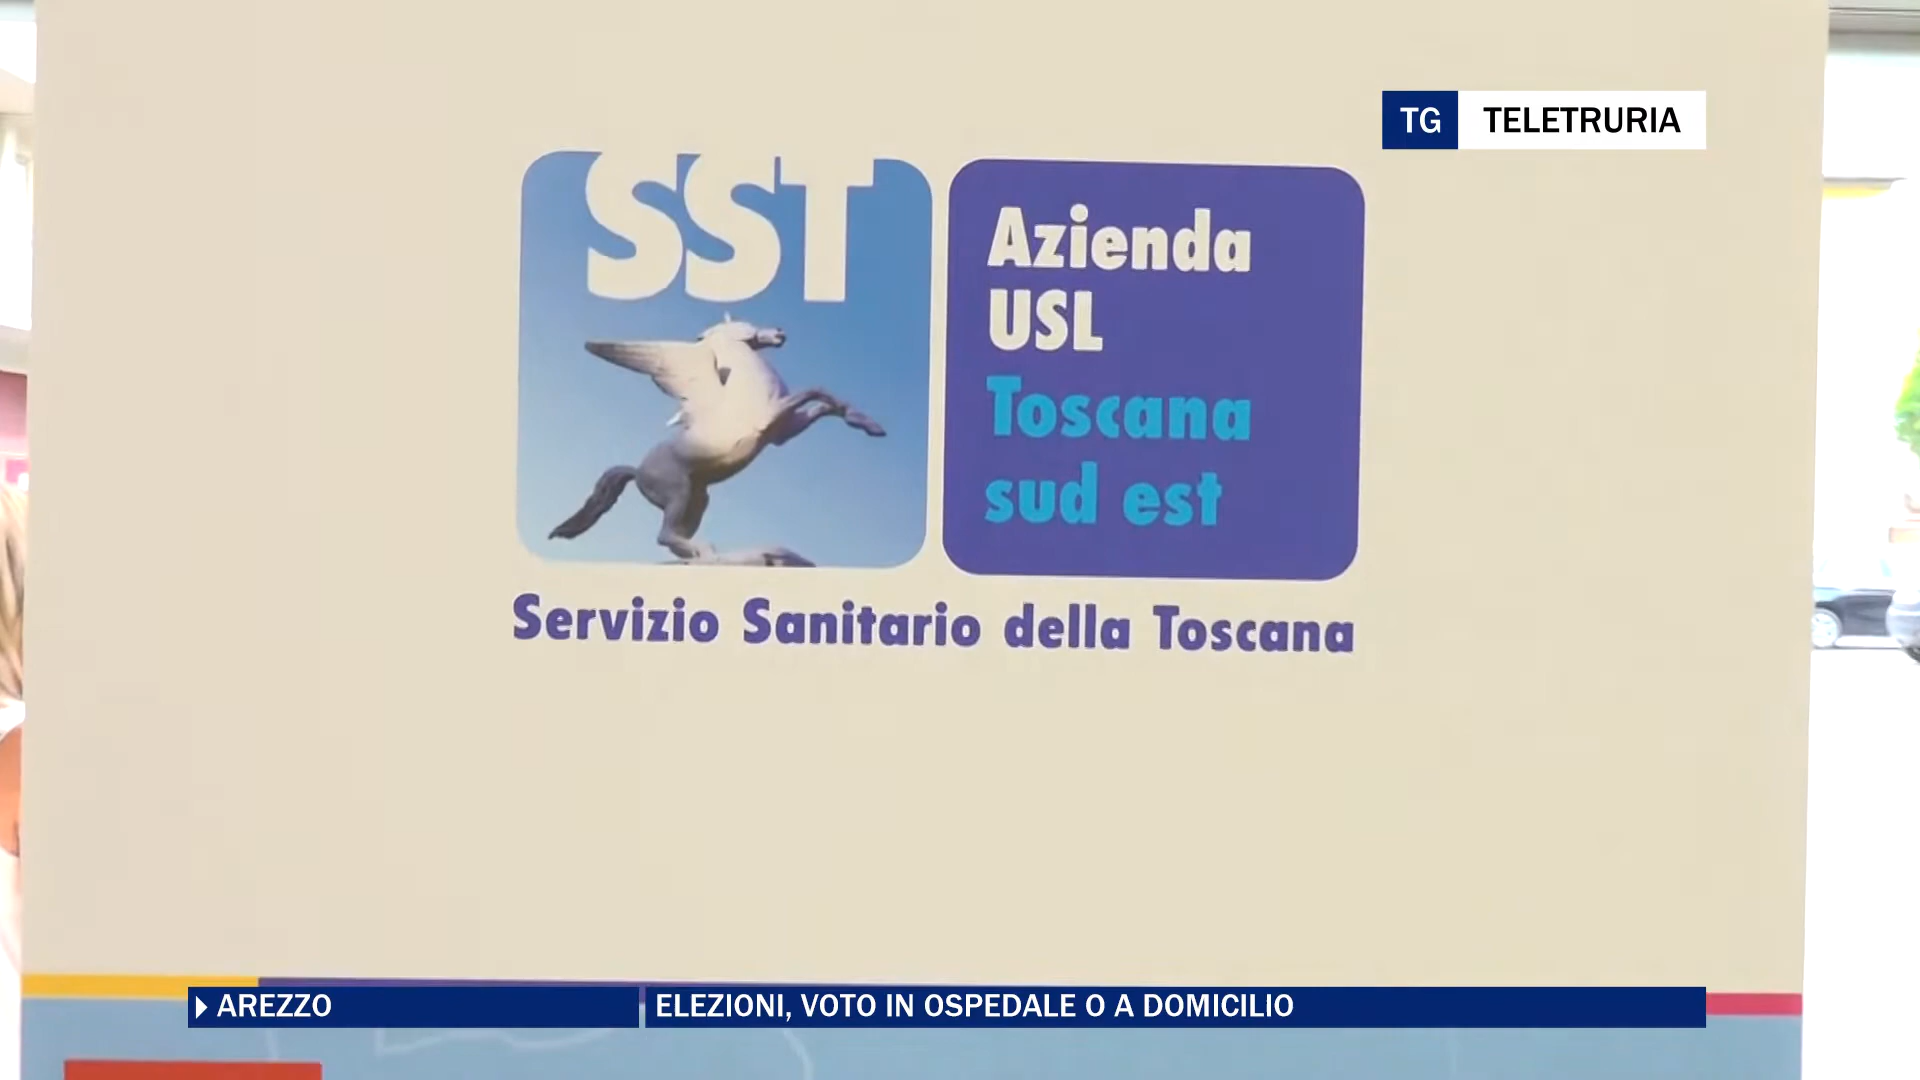 TG TELETRURIA
SST
Azienda
USL
Toscana
sud est
Servizio Sanitario della Toscana
AREZZO
ELEZIONI, VOTO IN OSPEDALE O A DOMICILIO